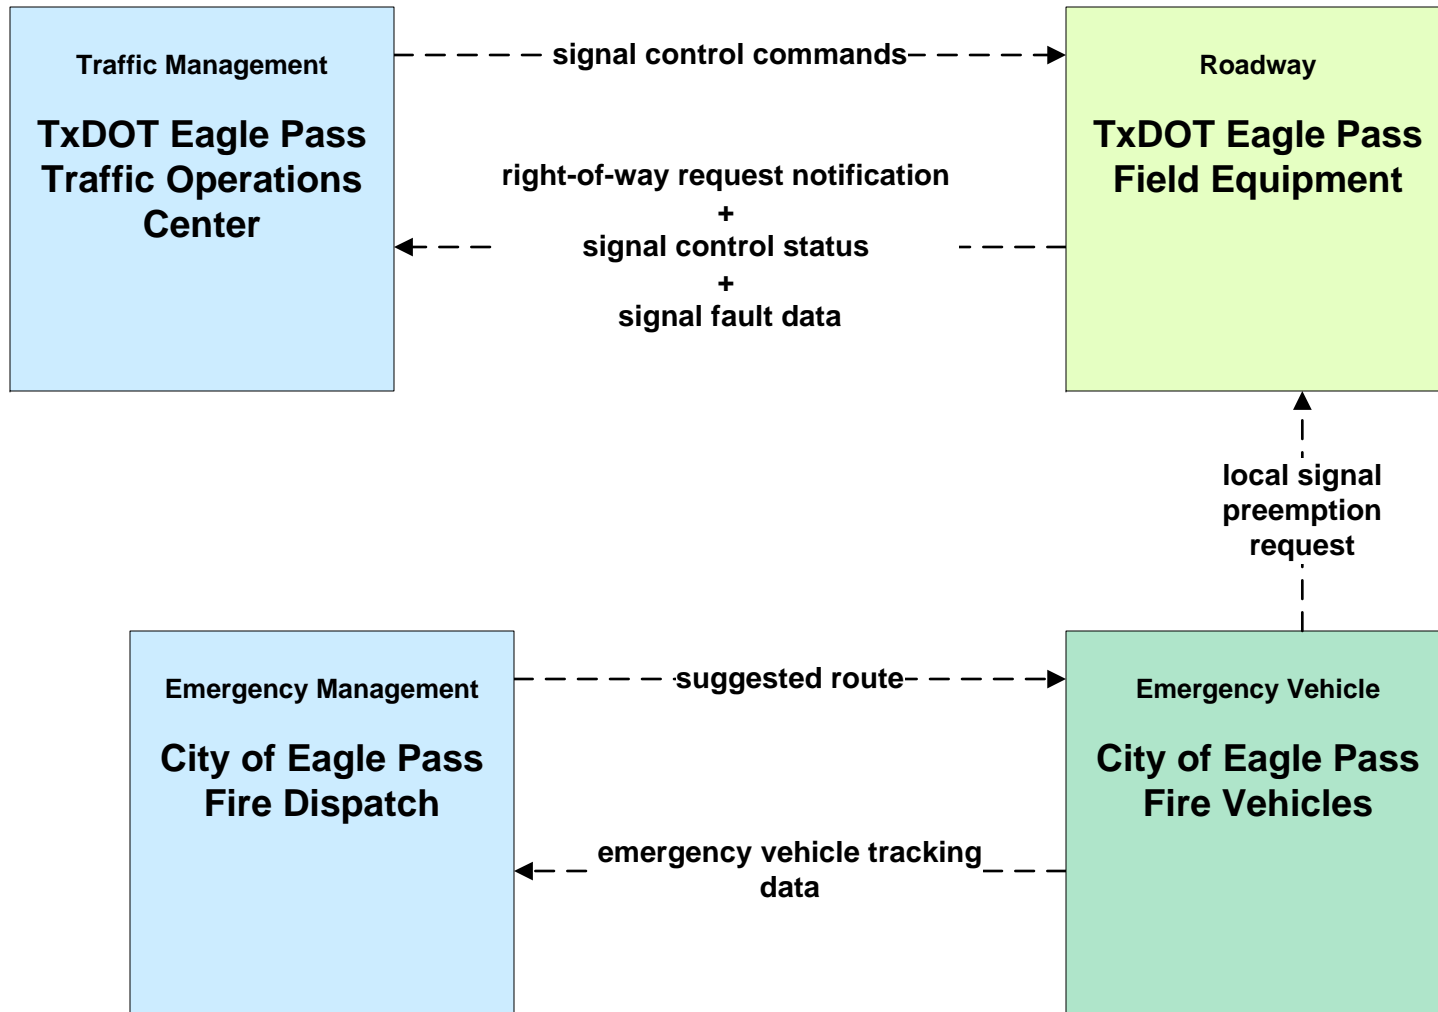 Traffic Management
TxDOT Eagle Pass
Traffic Operations
Center
signal control commands
Roadway
TxDOT Eagle Pass
Field Equipment
right-of-way request notification
+
signal control status
+
signal fault data
local signal
preemption
request
Emergency Management
City of Eagle Pass
Fire Dispatch
suggested route
Emergency Vehicle
City of Eagle Pass
Fire Vehicles
emergency vehicle tracking
data